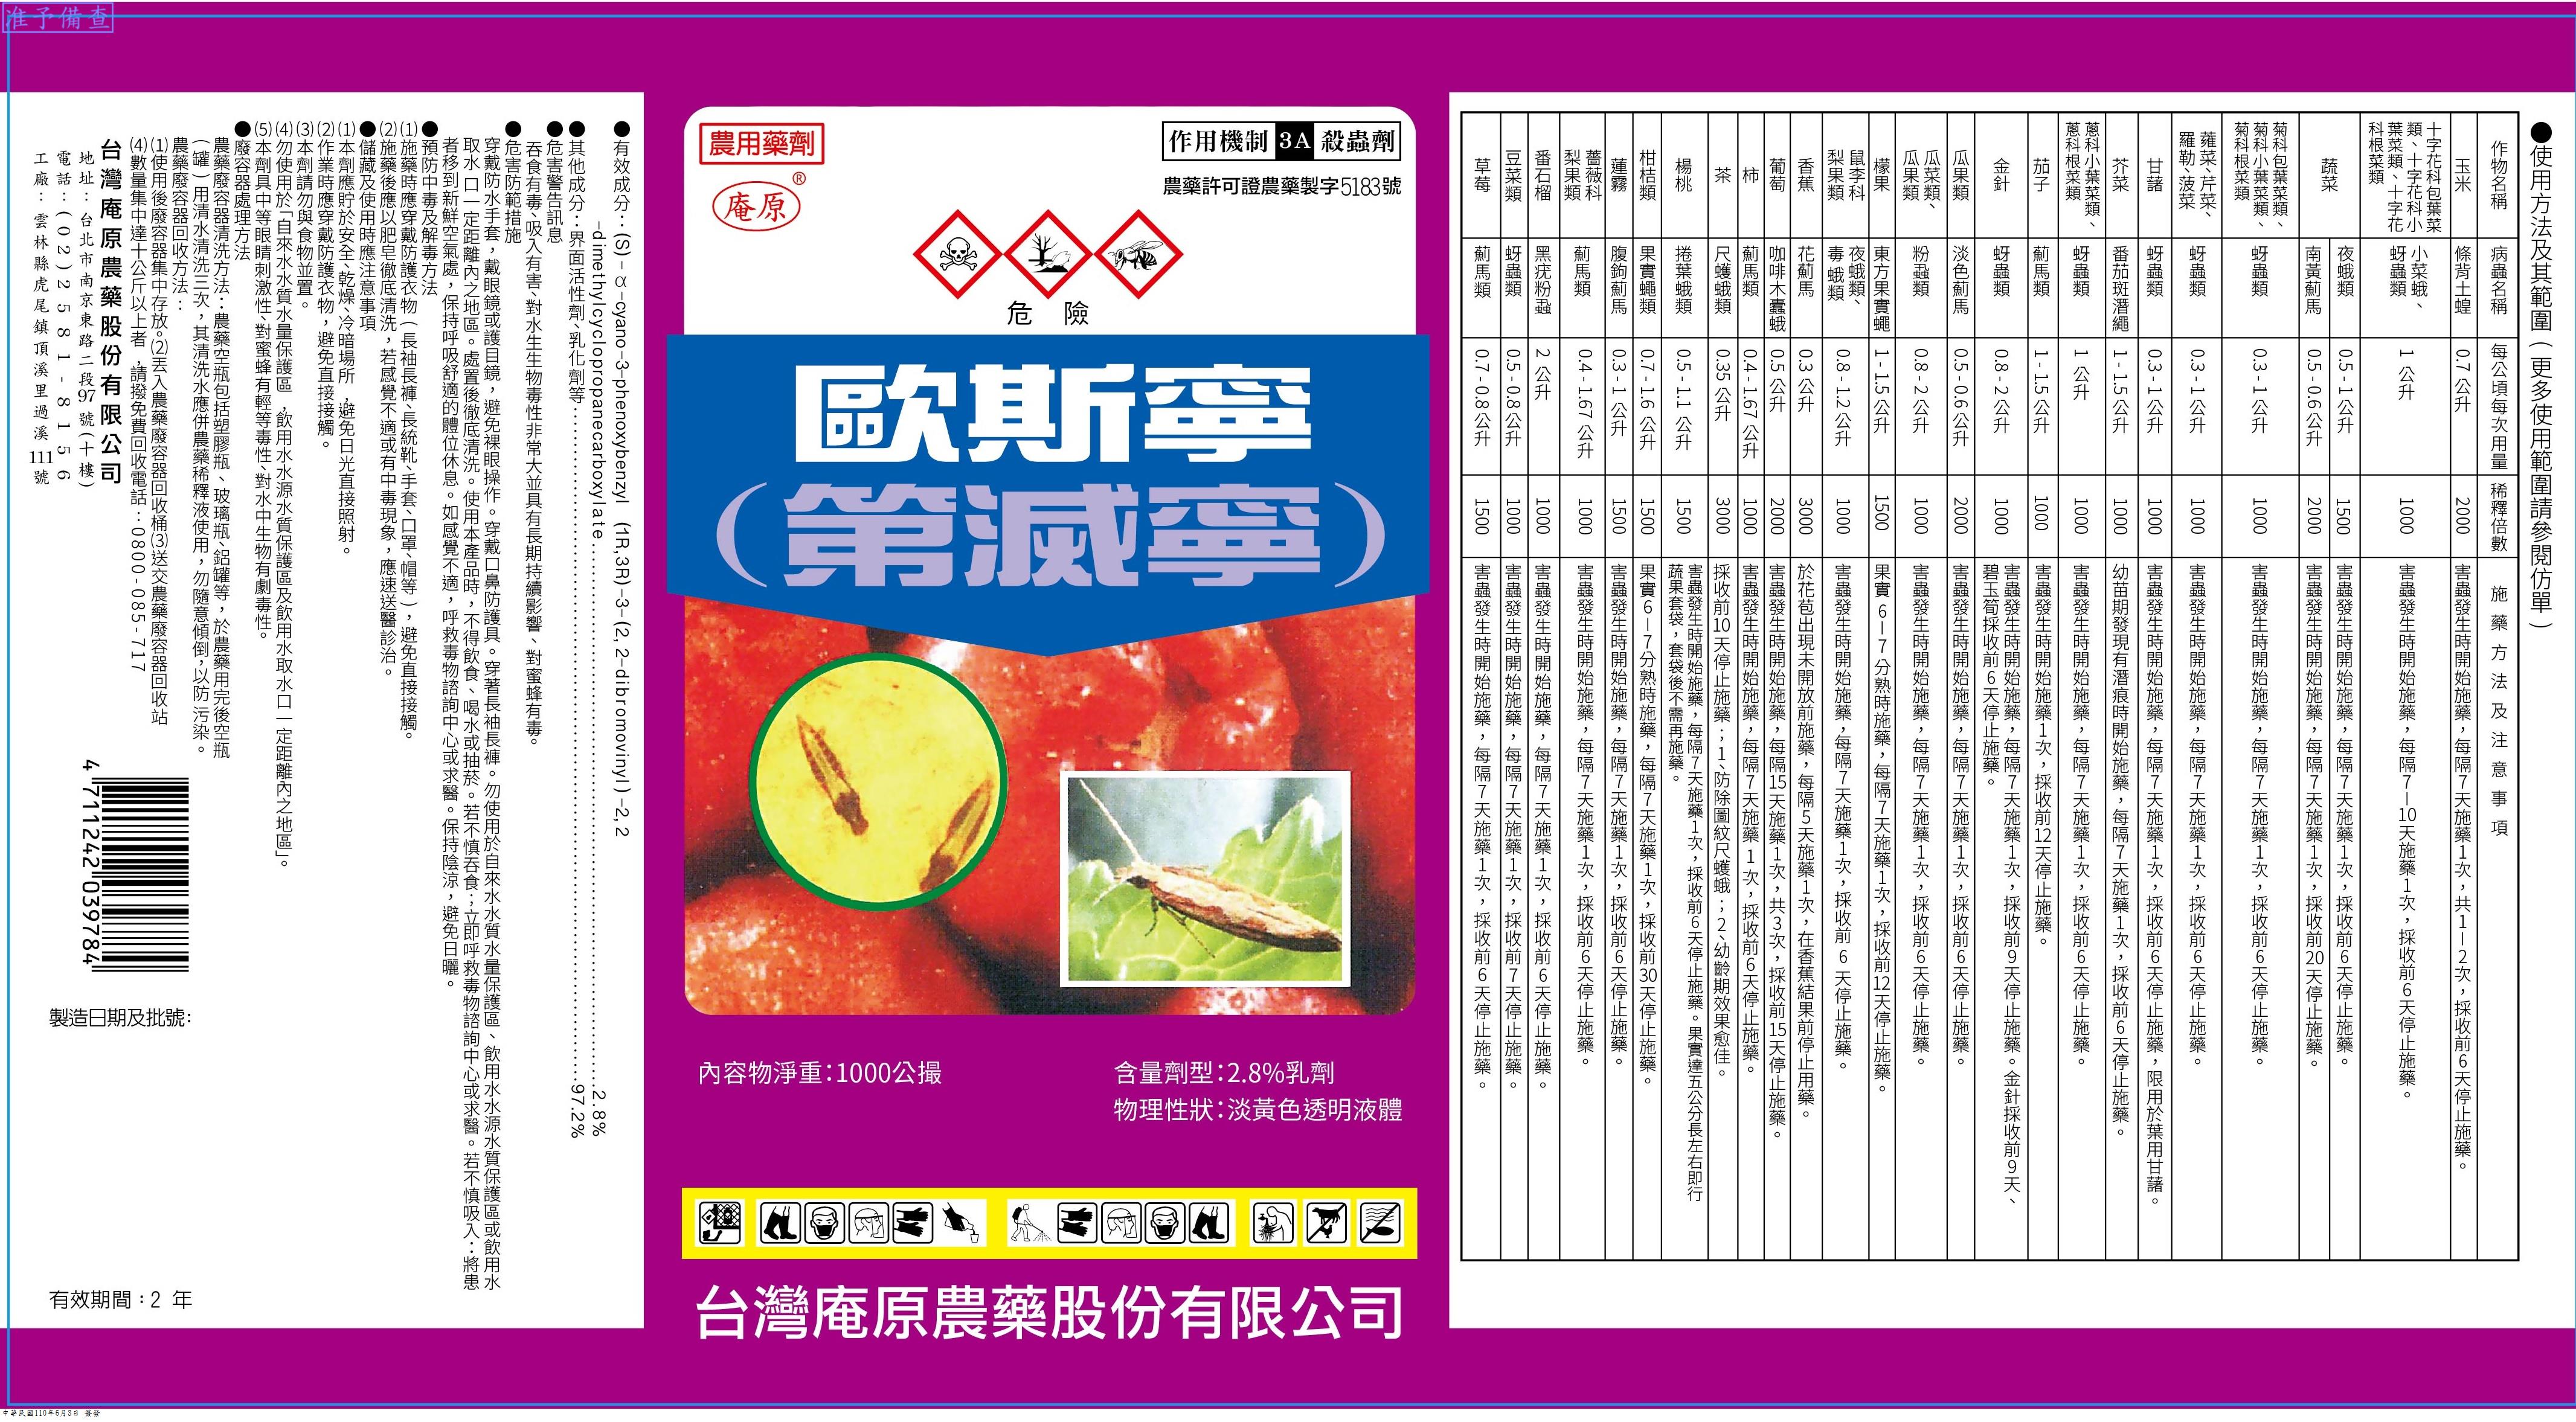 准予備查
農用藥劑
庵原®
作用機制 3A 殺蟲劑
農藥許可證農藥製字5183號
危 險
歐斯寧
(第滅寧)
內容物淨重:1000公撮
含量劑型:2.8%乳劑
物理性狀:淡黃色透明液體
台灣庵原農藥股份有限公司
●使用方法及其範圍(更多使用範圍請參閱仿單)
作物名稱 病蟲名稱 每公頃每次用量 稀釋倍數 施藥方法及注意事項
玉米 條背土蝗 0.7 公升 2000 害蟲發生時開始施藥,每隔7天施藥1次,共1–2次,採收前6天停止施藥。
十字花科包葉菜類、十字花科小葉菜類、十字花科根菜類 小菜蛾、蚜蟲類 1 公升 1000 害蟲發生時開始施藥,每隔7–10天施藥1次,採收前6天停止施藥。
蔬菜 夜蛾類 0.5 - 1 公升 1500 害蟲發生時開始施藥,每隔7天施藥1次,採收前6天停止施藥。
南黃薊馬 0.5 - 0.6 公升 2000 害蟲發生時開始施藥,每隔7天施藥1次,採收前20天停止施藥。
菊科包葉菜類、菊科小葉菜類、菊科根菜類 蚜蟲類 0.3 - 1 公升 1000 害蟲發生時開始施藥,每隔7天施藥1次,採收前6天停止施藥。
蕹菜、芹菜、羅勒、菠菜 蚜蟲類 0.3 - 1 公升 1000 害蟲發生時開始施藥,每隔7天施藥1次,採收前6天停止施藥。
甘藷 蚜蟲類 0.3 - 1 公升 1000 害蟲發生時開始施藥,每隔7天施藥1次,採收前6天停止施藥,限用於葉用甘藷。
芥菜 番茄斑潛繩 1 - 1.5 公升 1000 幼苗期發現有潛痕時開始施藥,每隔7天施藥1次,採收前6天停止施藥。
蔥科小葉菜類、蔥科根菜類 蚜蟲類 1 公升 1000 害蟲發生時開始施藥,每隔7天施藥1次,採收前6天停止施藥。
茄子 薊馬類 1 - 1.5 公升 1000 害蟲發生時開始施藥1次,採收前12天停止施藥。
金針 蚜蟲類 0.8 - 2 公升 1000 害蟲發生時開始施藥,每隔7天施藥1次,採收前9天停止施藥。金針採收前9天、碧玉筍採收前6天停止施藥。
瓜果類 淡色薊馬 0.5 - 0.6 公升 2000 害蟲發生時開始施藥,每隔7天施藥1次,採收前6天停止施藥。
瓜菜類、瓜果類 粉蝨類 0.8 - 2 公升 1000 害蟲發生時開始施藥,每隔7天施藥1次,採收前6天停止施藥。
檬果 東方果實蠅 1 - 1.5 公升 1500 果實 6–7 分熟時施藥,每隔7天施藥1次,採收前12天停止施藥。
鼠李科梨果類 夜蛾類、毒蛾類 0.8 - 1.2 公升 1000 害蟲發生時開始施藥,每隔7天施藥1次,採收前 6 天停止施藥。
香蕉 花薊馬 0.3 公升 3000 於花苞出現未開放前施藥,每隔5天施藥1次,在香蕉結果前停止用藥。
葡萄 咖啡木蠹蛾 0.5 公升 2000 害蟲發生時開始施藥,每隔15天施藥1次,共3次,採收前15天停止施藥。
柿 薊馬類 0.4 - 1.67 公升 1000 害蟲發生時開始施藥,每隔7天施藥 1 次,採收前6天停止施藥。
茶 尺蠖蛾類 0.35 公升 3000 採收前10天停止施藥;1、防除圖紋尺蠖蛾;2、幼齡期效果愈佳。
楊桃 捲葉蛾類 0.5 - 1.1 公升 1500 害蟲發生時開始施藥,每隔7天施藥1次,採收前6天停止施藥。果實達五公分長左右即行蔬果套袋,套袋後不需再施藥。
柑桔類 果實蠅類 0.7 - 1.6 公升 1500 果實6–7分熟時施藥,每隔7天施藥1次,採收前30天停止施藥。
蓮霧 腹鉤薊馬 0.3 - 1 公升 1500 害蟲發生時開始施藥,每隔7天施藥1次,採收前6天停止施藥。
薔薇科梨果類 薊馬類 0.4 - 1.67 公升 1000 害蟲發生時開始施藥,每隔7天施藥1次,採收前6天停止施藥。
番石榴 黑疣粉蝨 2 公升 1000 害蟲發生時開始施藥,每隔7天施藥1次,採收前6天停止施藥。
豆菜類 蚜蟲類 0.5 - 0.8公升 1000 害蟲發生時開始施藥,每隔7天施藥1次,採收前7天停止施藥。
草莓 薊馬類 0.7 - 0.8公升 1500 害蟲發生時開始施藥,每隔7天施藥1次,採收前6天停止施藥。
●有效成分:(S)-α-cyano-3-phenoxybenzyl (1R,3R)-3-(2,2-dibromovinyl)-2,2
-dimethylcyclopropanecarboxylate……2.8%
●其他成分:界面活性劑、乳化劑等……97.2%
●危害警告訊息
吞食有毒、吸入有害、對水生生物毒性非常大並具有長期持續影響、對蜜蜂有毒。
●危害防範措施
穿戴防水手套,戴眼鏡或護目鏡,避免裸眼操作。穿戴口鼻防護具。穿著長袖長褲。勿使用於自來水水質水量保護區、飲用水水源水質保護區或飲用水
取水口一定距離內之地區。處置後徹底清洗。使用本產品時,不得飲食、喝水或抽菸。若不慎吞食:立即呼救毒物諮詢中心或求醫。若不慎吸入:將患
者移到新鮮空氣處,保持呼吸舒適的體位休息。如感覺不適,呼救毒物諮詢中心或求醫。保持陰涼,避免日曬。
●預防中毒及解毒方法
(1)施藥時應穿戴防護衣物(長袖長褲、長統靴、手套、口罩、帽等),避免直接接觸。
(2)施藥後應以肥皂徹底清洗,若感覺不適或有中毒現象,應速送醫診治。
●儲藏及使用時應注意事項
(1)本劑應貯於安全、乾燥、冷暗場所,避免日光直接照射。
(2)作業時應穿戴防護衣物,避免直接接觸。
(3)本劑請勿與食物並置。
(4)勿使用於「自來水水質水量保護區,飲用水水源水質保護區及飲用水取水口一定距離內之地區」。
(5)本劑具中等眼睛刺激性、對蜜蜂有輕等毒性、對水中生物有劇毒性。
●廢容器處理方法
農藥廢容器清洗方法:農藥空瓶包括塑膠瓶、玻璃瓶、鋁罐等,於農藥用完後空瓶
(罐)用清水清洗三次,其清洗水應併農藥稀釋液使用,勿隨意傾倒,以防污染。
農藥廢容器回收方法:
(1)使用後廢容器集中存放。(2)丟入農藥廢容器回收桶(3)送交農藥廢容器回收站
(4)數量集中達十公斤以上者,請撥免費回收電話:0800-085-717
台灣庵原農藥股份有限公司
地址:台北市南京東路二段97號(十樓)
電話:(02)2581-8156
工廠:雲林縣虎尾鎮頂溪里過溪111號
4 711242 039784
製造日期及批號:
有效期間:2 年
中華民國110年6月3日 簽發